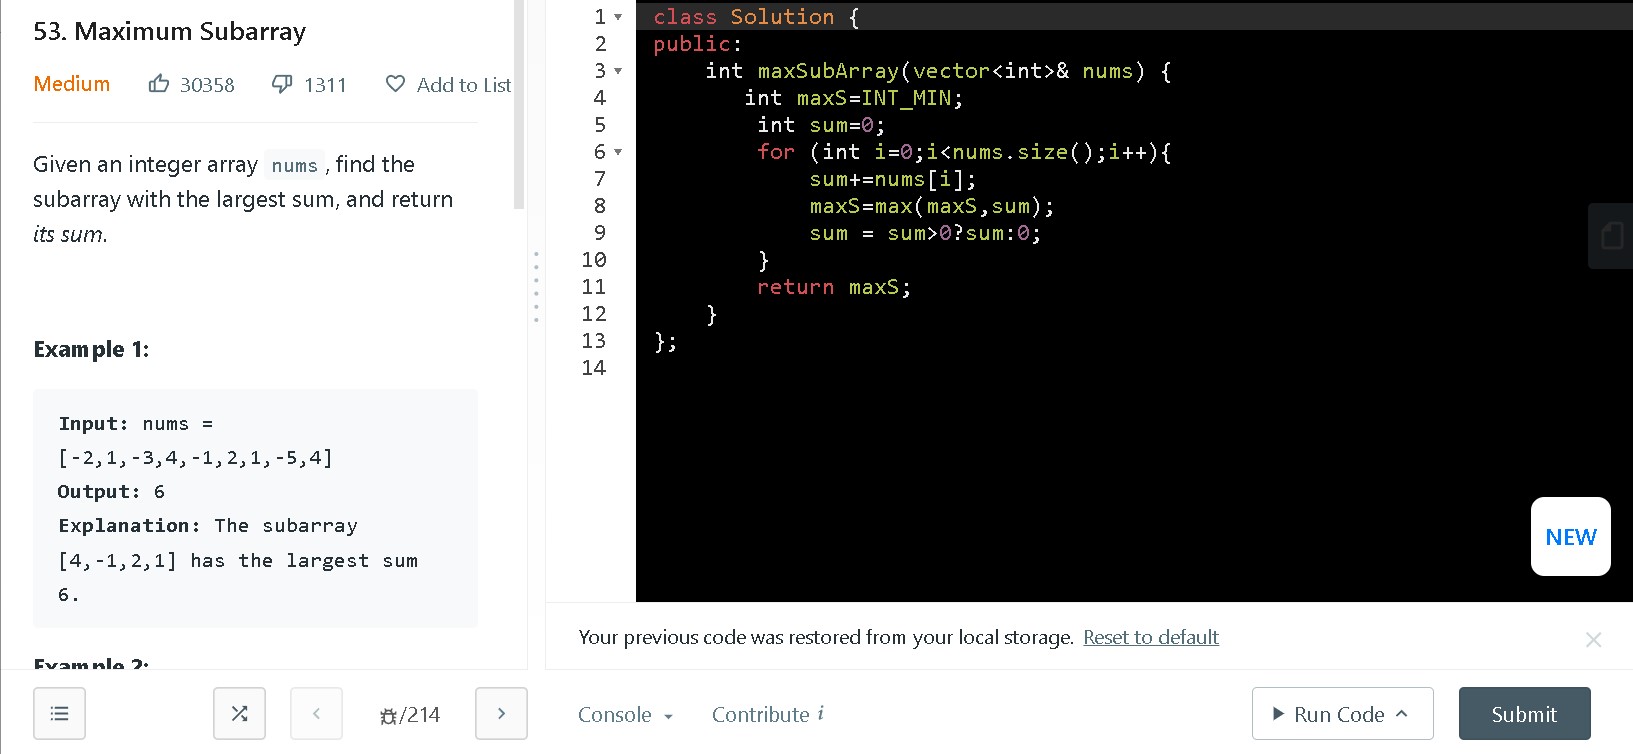 53. Maximum Subarray
Medium 30358 1311 Add to List
Given an integer array nums , find the
subarray with the largest sum, and return
its sum.
Example 1:
Input: nums =
[-2,1,-3,4,-1,2,1,-5,4]
Output: 6
Explanation: The subarray
[4,-1,2,1] has the largest sum
6.
Example 2:
/214
1 class Solution {
2 public:
3     int maxSubArray(vector<int>& nums) {
4        int maxS=INT_MIN;
5         int sum=0;
6         for (int i=0;i<nums.size();i++){
7             sum+=nums[i];
8             maxS=max(maxS,sum);
9             sum = sum>0?sum:0;
10         }
11         return maxS;
12     }
13 };
14
NEW
Your previous code was restored from your local storage. Reset to default
Console Contribute i
Run Code Submit